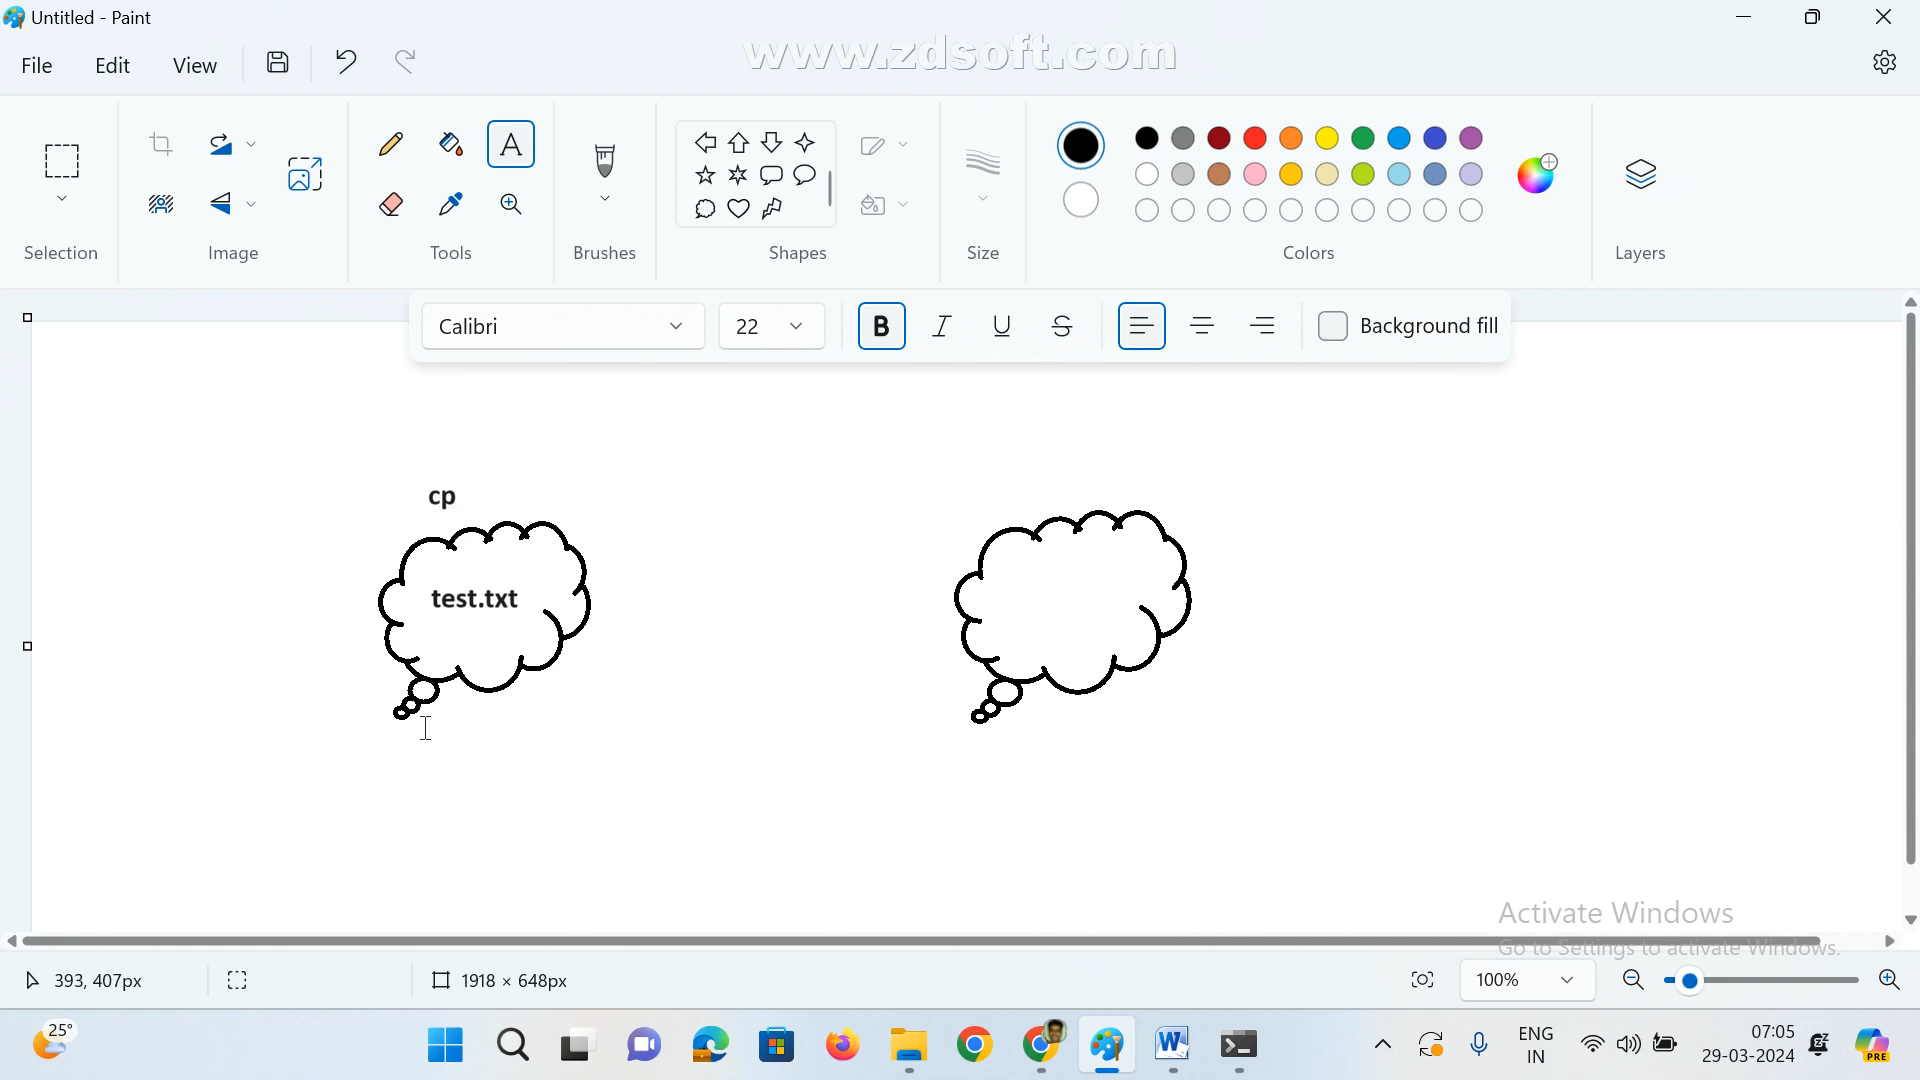 Untitled - Paint
www.zdsoft.com
File Edit View
A
Selection Image Tools Brushes Shapes Size Colors Layers
Calibri 22 B I U S Background fill
cp
test.txt
Activate Windows
Go to Settings to activate Windows.
393, 407px 1918 × 648px 100%
25° ENG
IN 07:05
29-03-2024 PRE